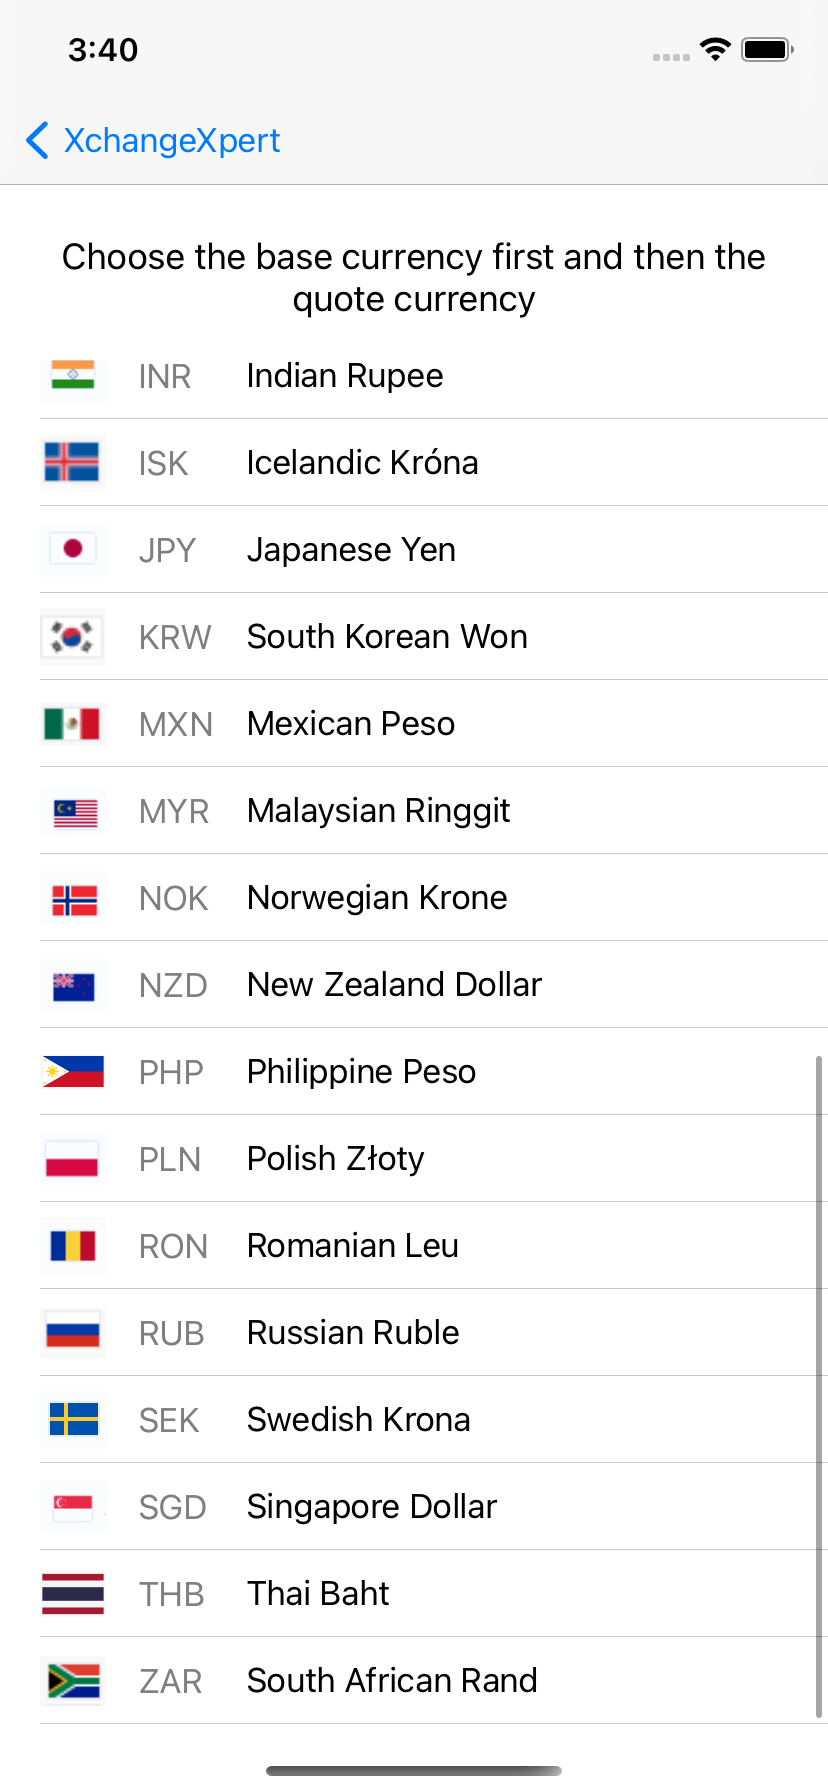 3:40
XchangeXpert
Choose the base currency first and then the
quote currency
INR Indian Rupee
ISK Icelandic Króna
JPY Japanese Yen
KRW South Korean Won
MXN Mexican Peso
MYR Malaysian Ringgit
NOK Norwegian Krone
NZD New Zealand Dollar
PHP Philippine Peso
PLN Polish Złoty
RON Romanian Leu
RUB Russian Ruble
SEK Swedish Krona
SGD Singapore Dollar
THB Thai Baht
ZAR South African Rand